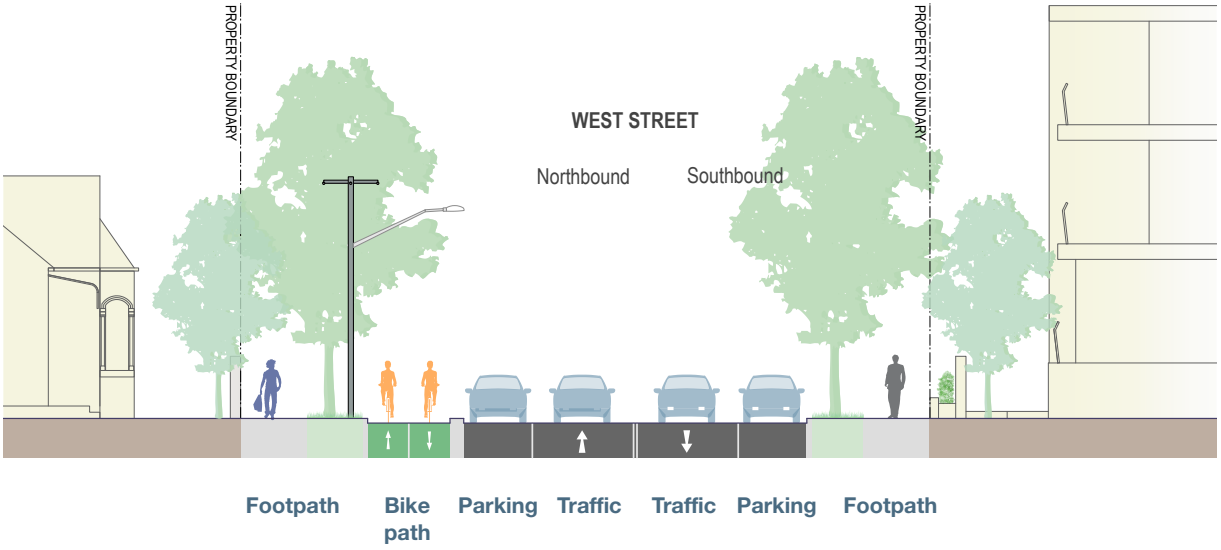 PROPERTY BOUNDARY
PROPERTY BOUNDARY
WEST STREET
Northbound
Southbound
Footpath
Bike
path
Parking
Traffic
Traffic
Parking
Footpath